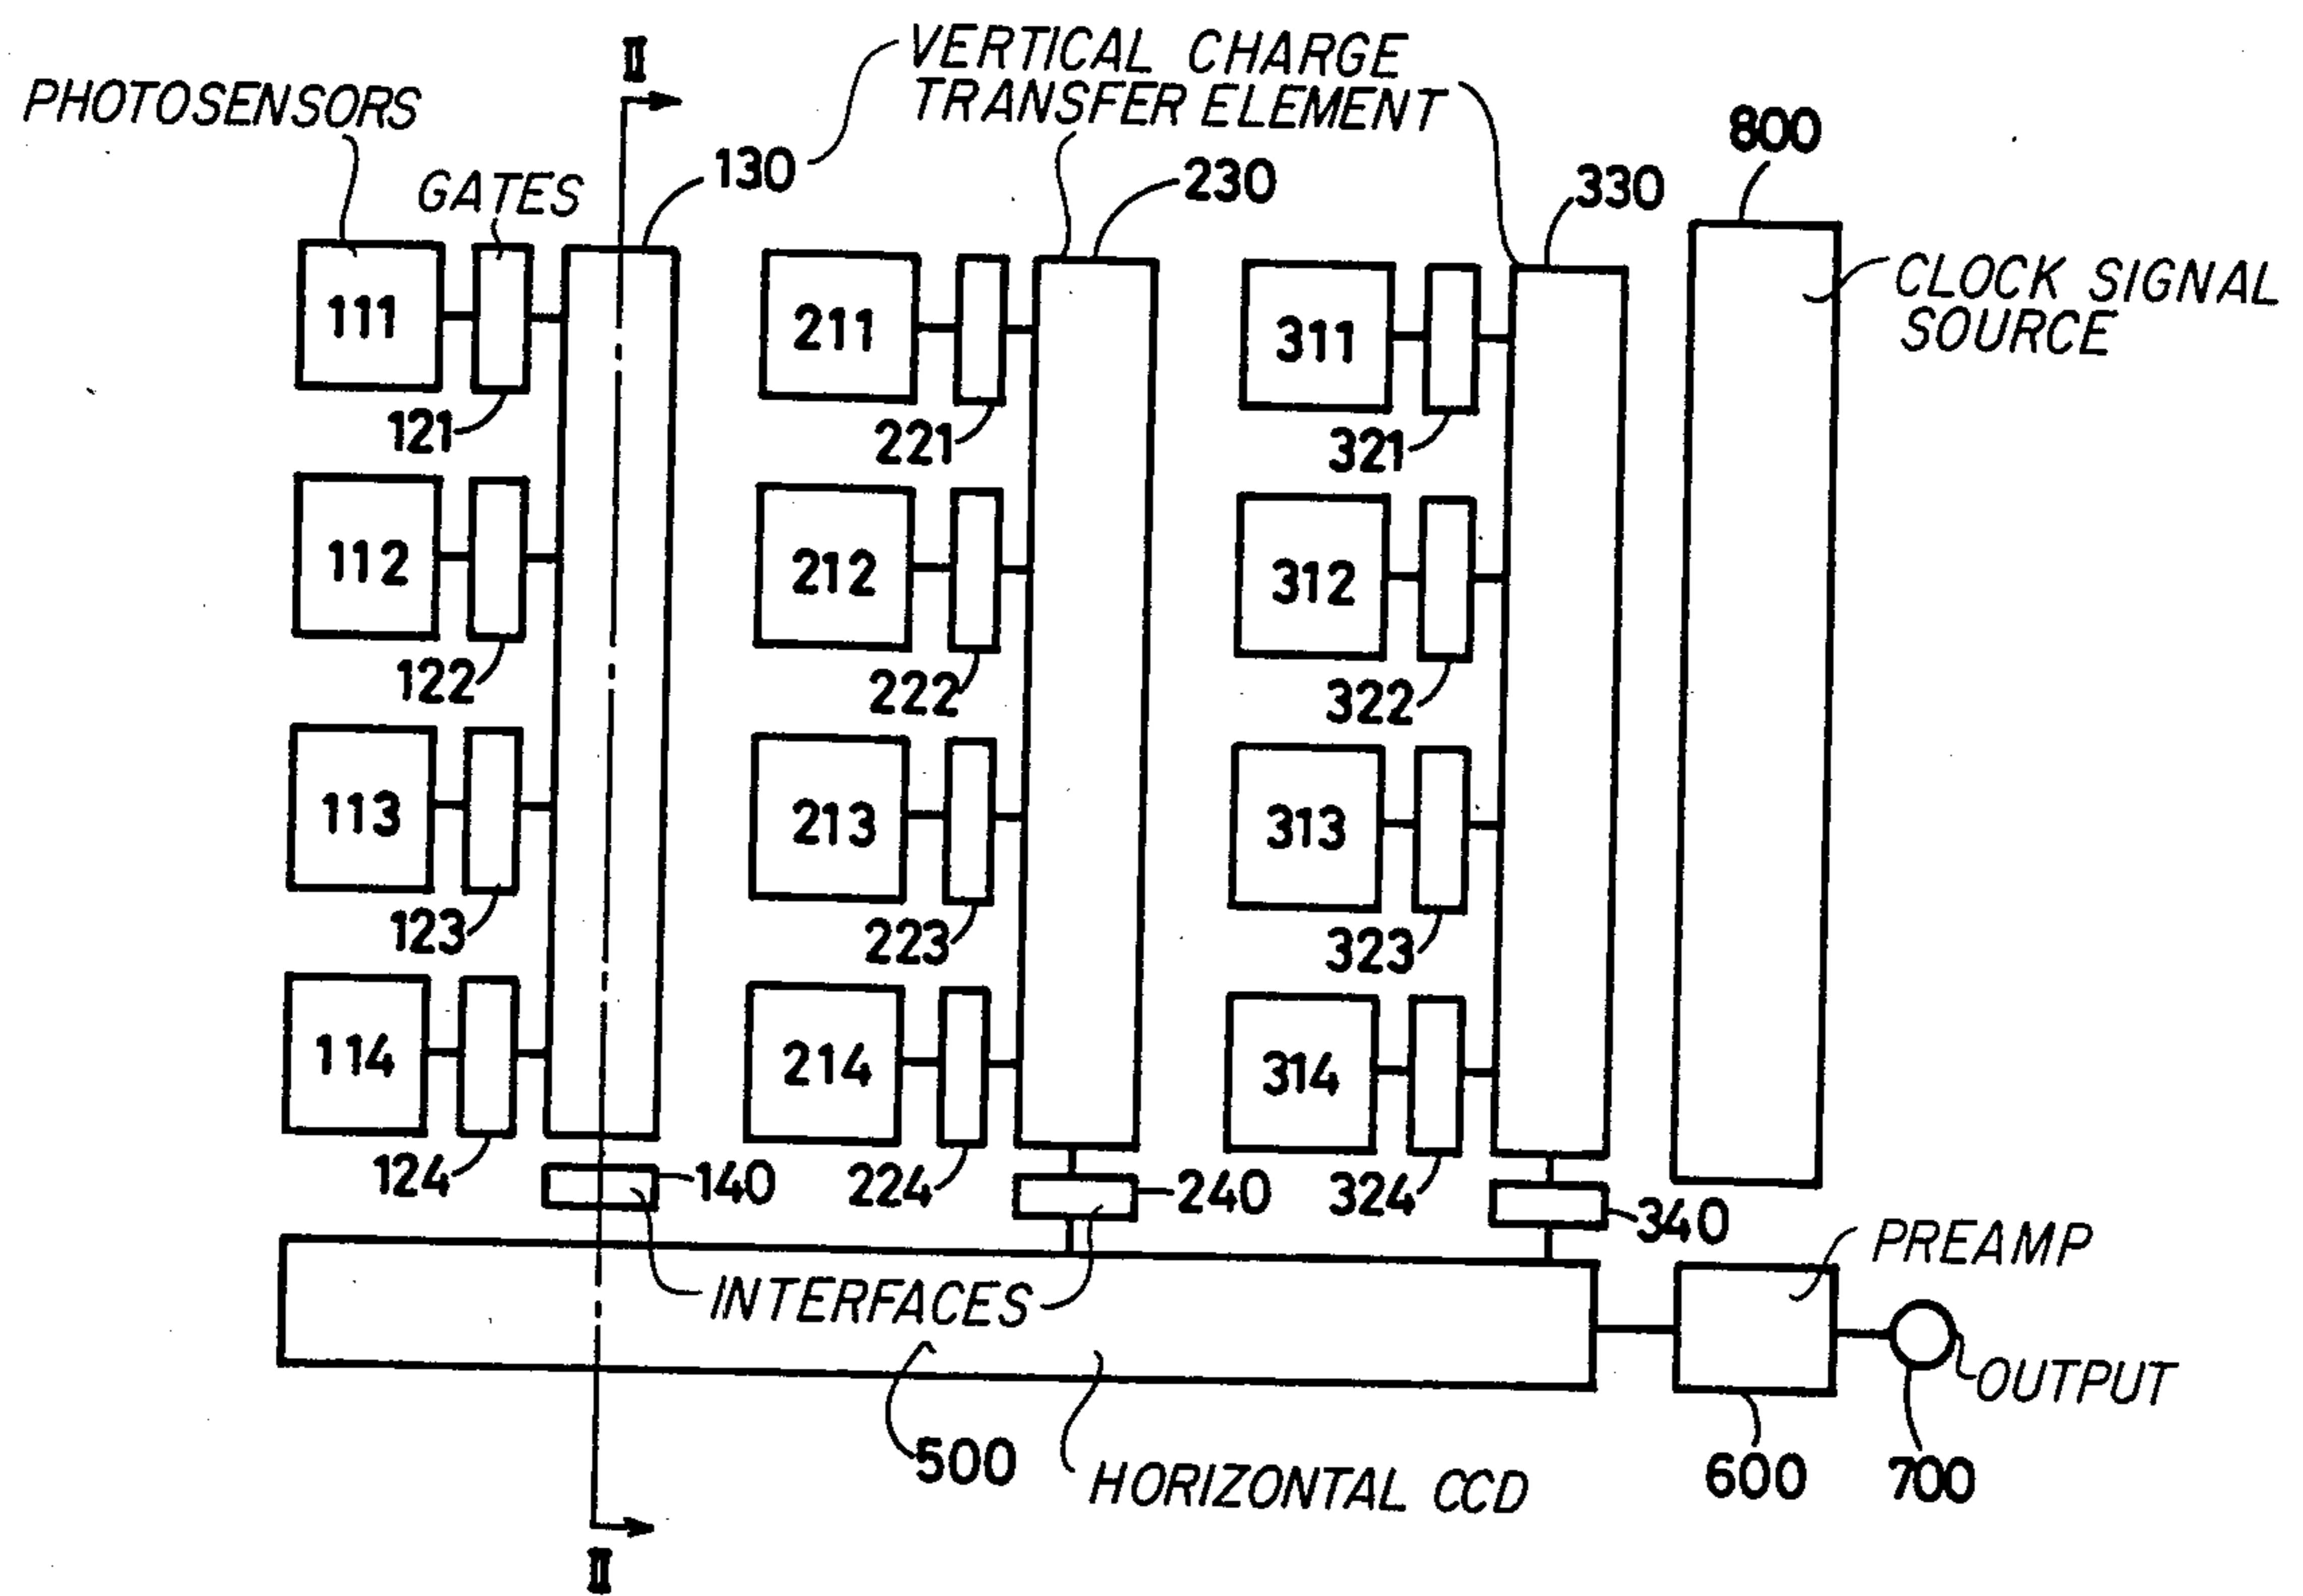 II
VERTICAL CHARGE
TRANSFER ELEMENT
PHOTOSENSORS
GATES
130
230
330
800
CLOCK SIGNAL
SOURCE
111
211
311
121
221
321
112
212
312
122
222
322
113
213
313
123
223
323
114
214
314
124
140
224
240
324
340
INTERFACES
PREAMP
OUTPUT
500
HORIZONTAL CCD
600
700
II